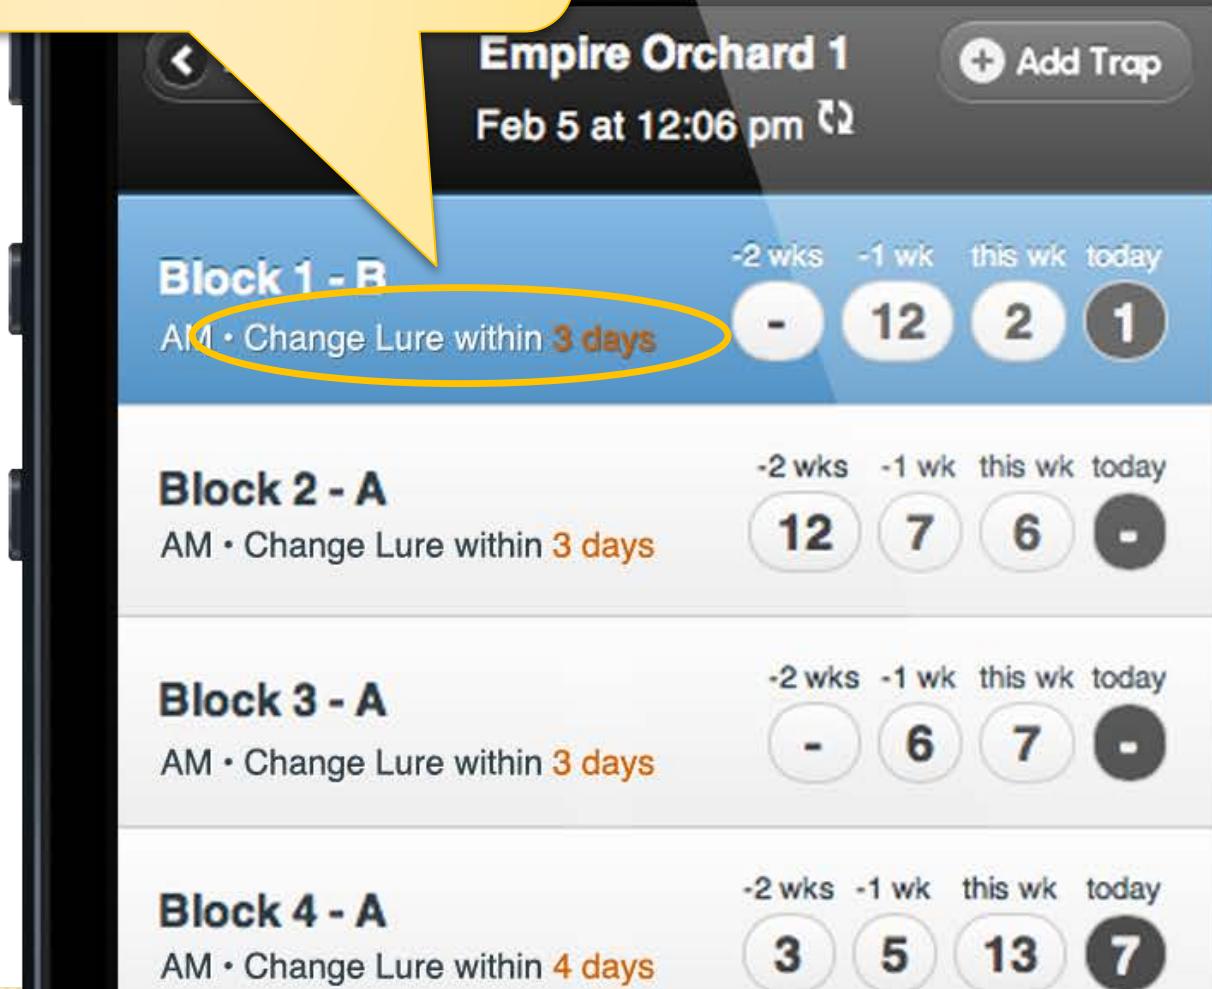 Empire Orchard 1
Add Trap
Feb 5 at 12:06 pm
Block 1 - B
-2 wks -1 wk this wk today
AM • Change Lure within 3 days
- 12 2 1
Block 2 - A
-2 wks -1 wk this wk today
AM • Change Lure within 3 days
12 7 6 -
Block 3 - A
-2 wks -1 wk this wk today
AM • Change Lure within 3 days
- 6 7 -
Block 4 - A
-2 wks -1 wk this wk today
AM • Change Lure within 4 days
3 5 13 7